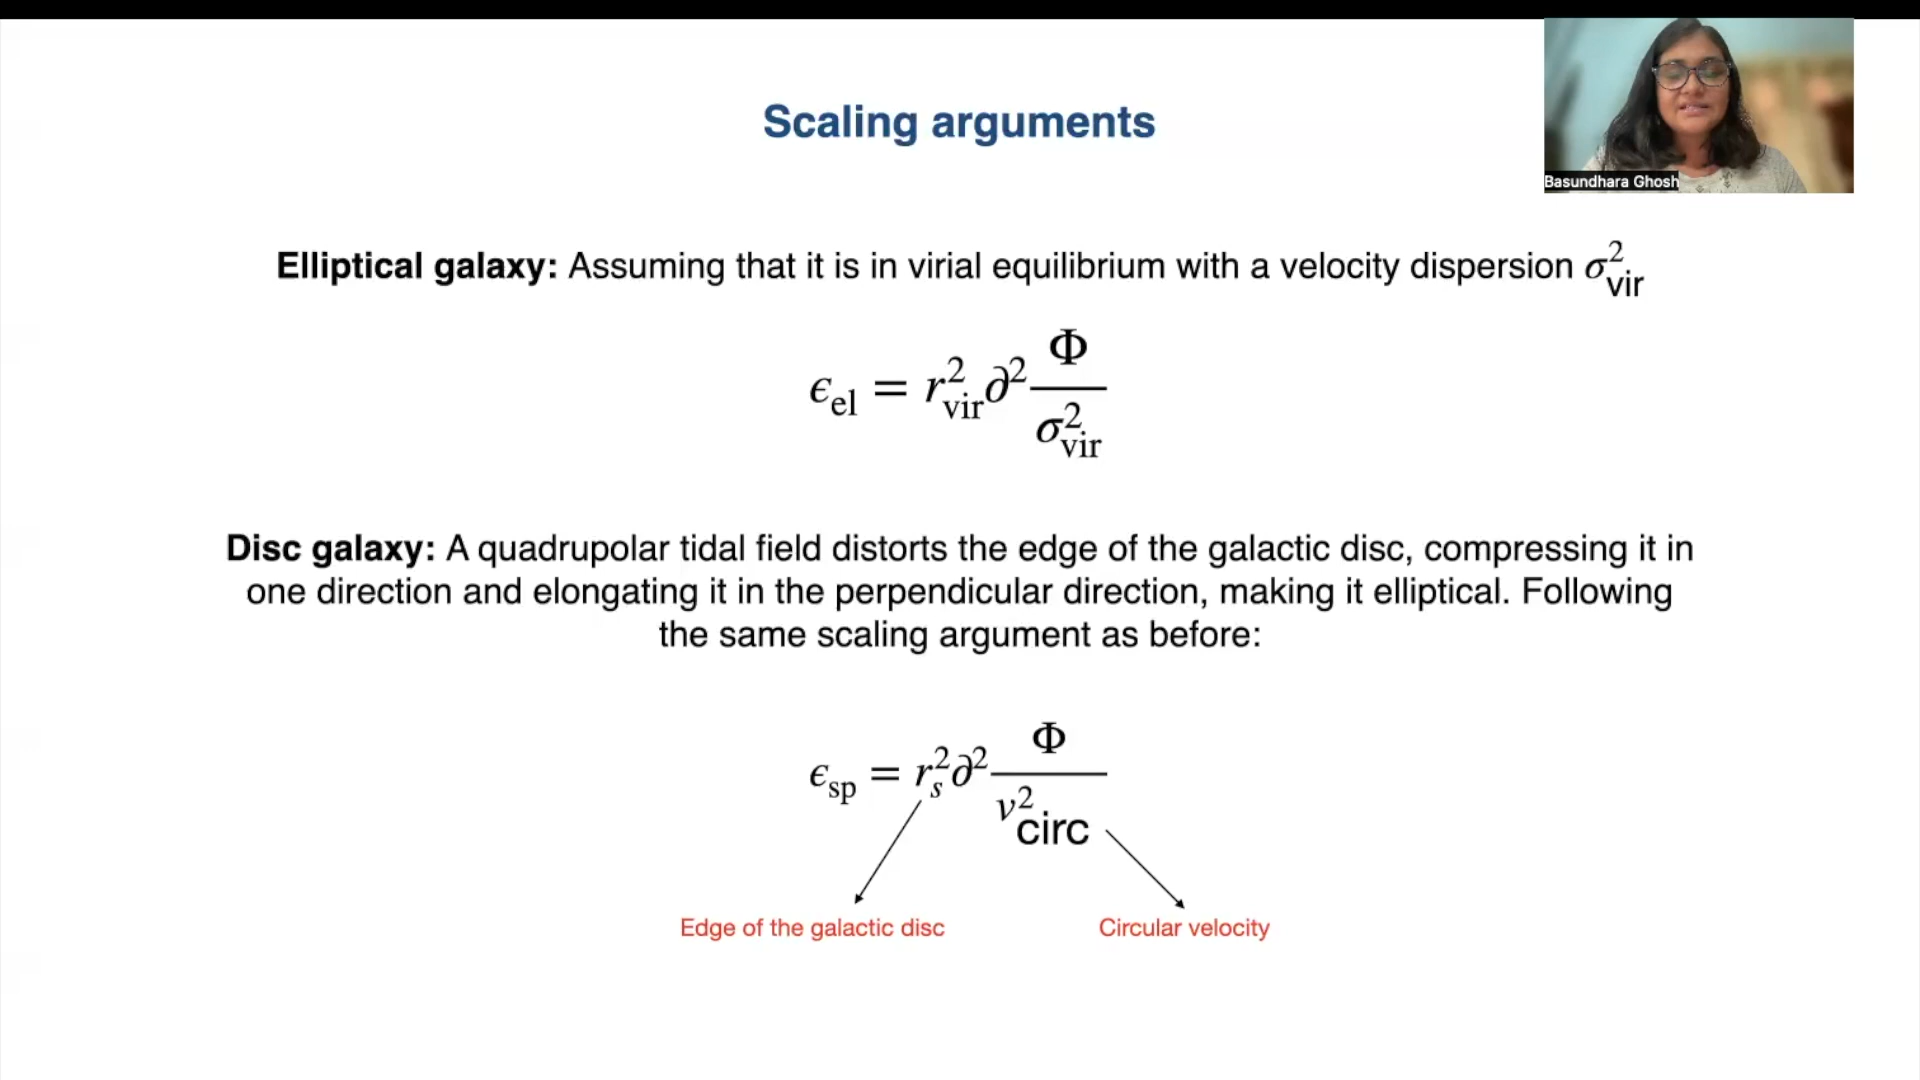 Scaling arguments
Basundhara Ghosh
Elliptical galaxy: Assuming that it is in virial equilibrium with a velocity dispersion σ²vir
ϵel = r²vir ∂² Φ / σ²vir
Disc galaxy: A quadrupolar tidal field distorts the edge of the galactic disc, compressing it in
one direction and elongating it in the perpendicular direction, making it elliptical. Following
the same scaling argument as before:
ϵsp = r²s ∂² Φ / v²circ
Edge of the galactic disc
Circular velocity